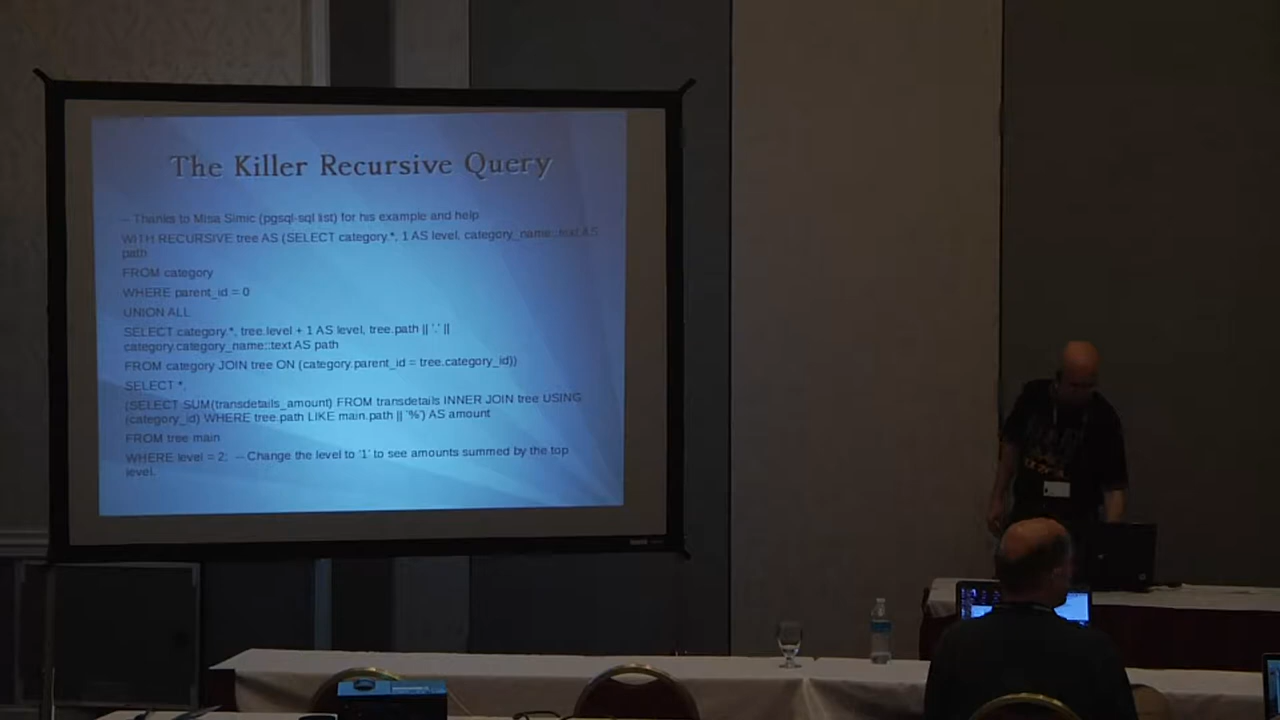 The Killer Recursive Query
-- Thanks to Misa Simic (pgsql-sql list) for his example and help
WITH RECURSIVE tree AS (SELECT category.*, 1 AS level, category_name::text AS
path
FROM category
WHERE parent_id = 0
UNION ALL
SELECT category.*, tree.level + 1 AS level, tree.path || '.' ||
category.category_name::text AS path
FROM category JOIN tree ON (category.parent_id = tree.category_id))
SELECT *,
(SELECT SUM(transdetails_amount) FROM transdetails INNER JOIN tree USING
(category_id) WHERE tree.path LIKE main.path || '%') AS amount
FROM tree main
WHERE level = 2; -- Change the level to '1' to see amounts summed by the top
level.